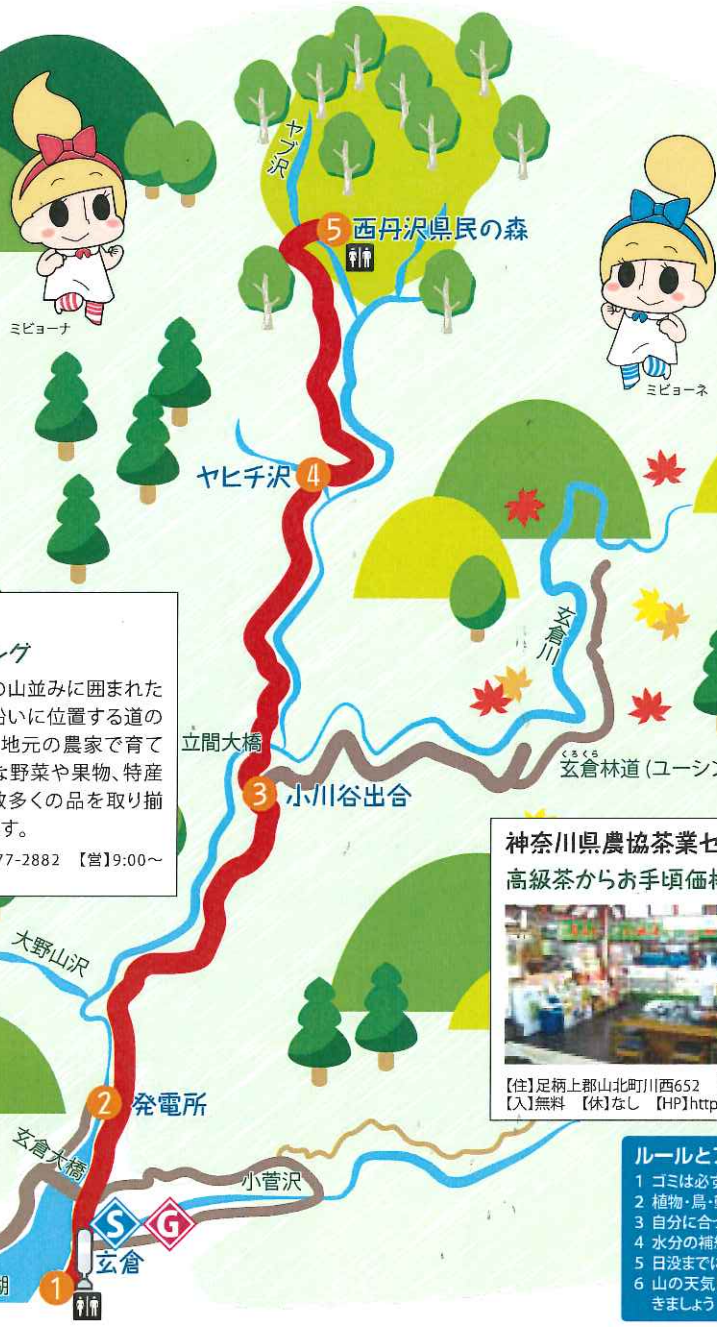 ヤブ沢
5 西丹沢県民の森
ミビョーナ
ミビョーネ
ヤヒチ沢 4
玄倉川
ング
の山並みに囲まれた
沿いに位置する道の
地元の農家で育て
な野菜や果物、特産
数多くの品を取り揃
す。
77-2882 【営】9:00~
立間大橋
3 小川谷出合
くろくら
玄倉林道(ユーシン
神奈川県農協茶業セ
高級茶からお手頃価格
【住】足柄上郡山北町川西652
【入】無料 【休】なし 【HP】http
大野山沢
2 発電所
玄倉大橋
小菅沢
S G
玄倉
1
湖
ルールと
1 ゴミは必ず
2 植物・鳥・
3 自分に合っ
4 水分の補給
5 日没までに
6 山の天気
きましょう